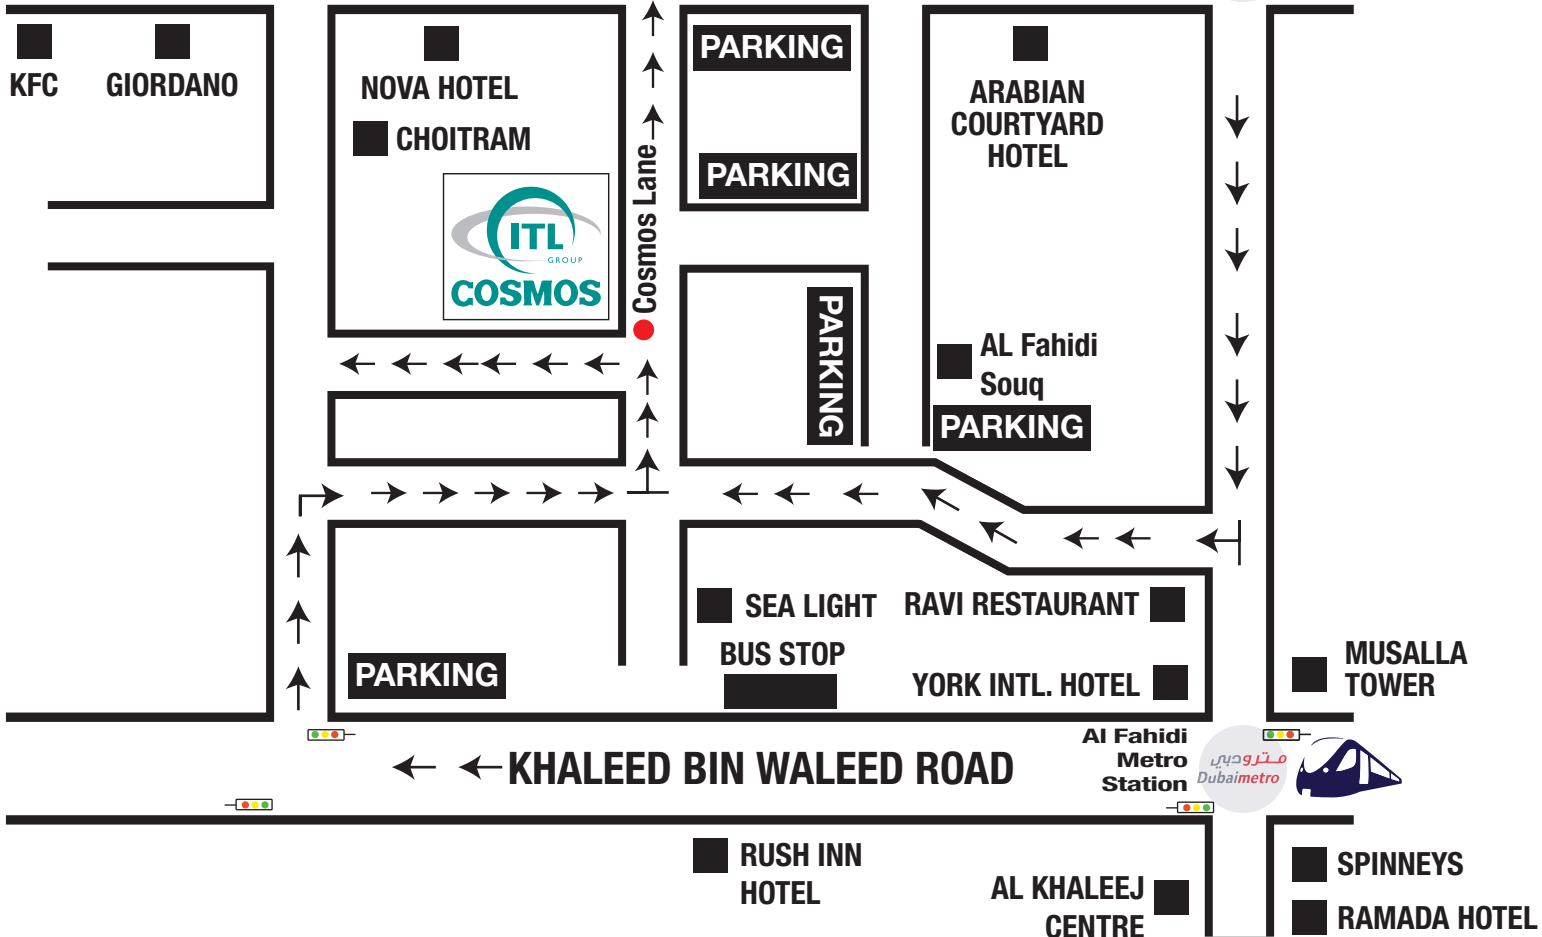 KFC
GIORDANO
NOVA HOTEL
CHOITRAM
ITL
GROUP
COSMOS
Cosmos Lane
PARKING
PARKING
ARABIAN
COURTYARD
HOTEL
PARKING
AL Fahidi
Souq
PARKING
SEA LIGHT
RAVI RESTAURANT
BUS STOP
PARKING
YORK INTL. HOTEL
MUSALLA
TOWER
KHALEED BIN WALEED ROAD
Al Fahidi
Metro
Station
مترودبي
Dubaimetro
RUSH INN
HOTEL
AL KHALEEJ
CENTRE
SPINNEYS
RAMADA HOTEL